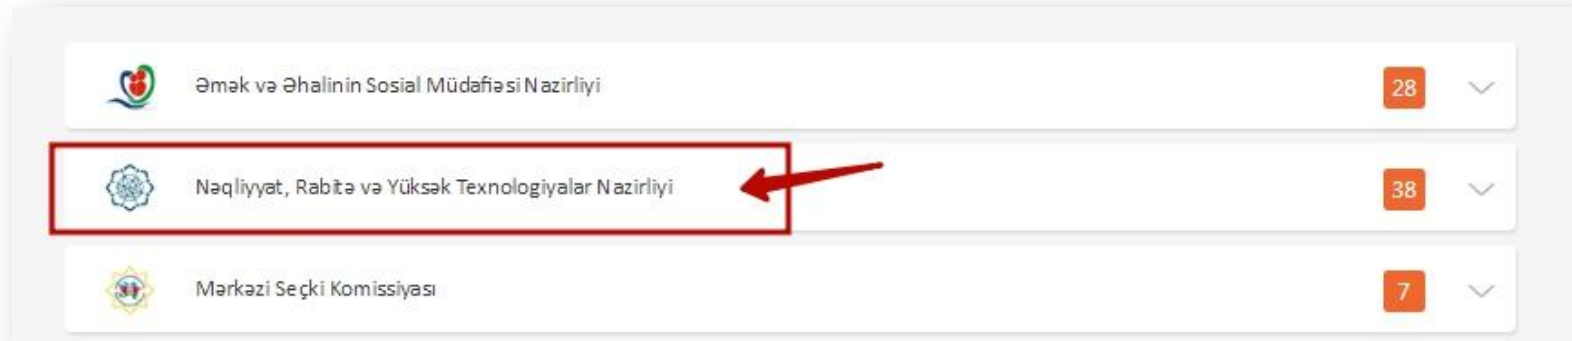 Əmək və Əhalinin Sosial Müdafiəsi Nazirliyi 28
Nəqliyyat, Rabitə və Yüksək Texnologiyalar Nazirliyi 38
Mərkəzi Seçki Komissiyası 7